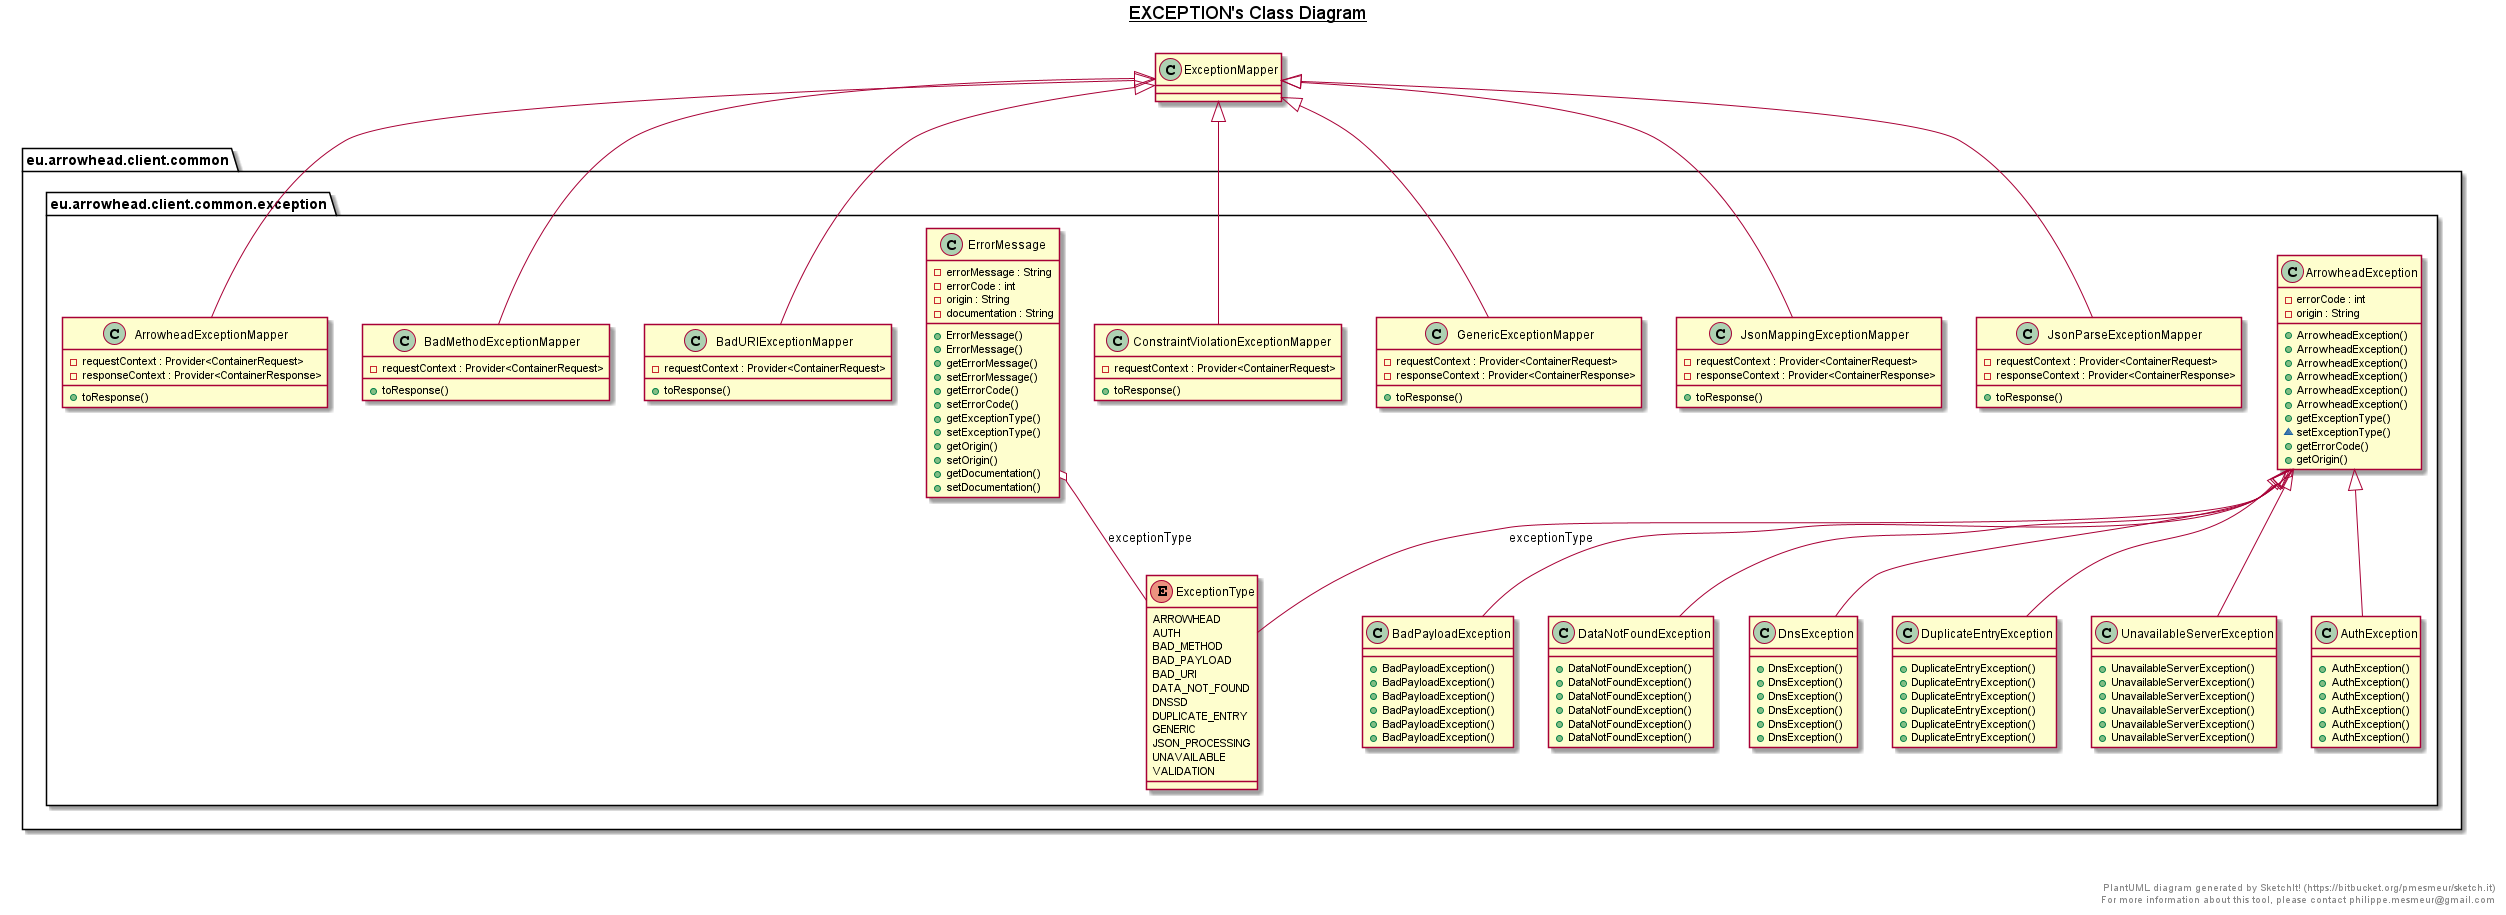 EXCEPTION's Class Diagram
C ExceptionMapper
eu.arrowhead.client.common
eu.arrowhead.client.common.exception
C ArrowheadExceptionMapper
requestContext : Provider<ContainerRequest>
responseContext : Provider<ContainerResponse>
toResponse()
C BadMethodExceptionMapper
requestContext : Provider<ContainerRequest>
toResponse()
C BadURIExceptionMapper
requestContext : Provider<ContainerRequest>
toResponse()
C ErrorMessage
errorMessage : String
errorCode : int
origin : String
documentation : String
ErrorMessage()
ErrorMessage()
getErrorMessage()
setErrorMessage()
getErrorCode()
setErrorCode()
getExceptionType()
setExceptionType()
getOrigin()
setOrigin()
getDocumentation()
setDocumentation()
C ConstraintViolationExceptionMapper
requestContext : Provider<ContainerRequest>
toResponse()
C GenericExceptionMapper
requestContext : Provider<ContainerRequest>
responseContext : Provider<ContainerResponse>
toResponse()
C JsonMappingExceptionMapper
requestContext : Provider<ContainerRequest>
responseContext : Provider<ContainerResponse>
toResponse()
C JsonParseExceptionMapper
requestContext : Provider<ContainerRequest>
responseContext : Provider<ContainerResponse>
toResponse()
C ArrowheadException
errorCode : int
origin : String
ArrowheadException()
ArrowheadException()
ArrowheadException()
ArrowheadException()
ArrowheadException()
ArrowheadException()
getExceptionType()
setExceptionType()
getErrorCode()
getOrigin()
exceptionType
exceptionType
E ExceptionType
ARROWHEAD
AUTH
BAD_METHOD
BAD_PAYLOAD
BAD_URI
DATA_NOT_FOUND
DNSSD
DUPLICATE_ENTRY
GENERIC
JSON_PROCESSING
UNAVAILABLE
VALIDATION
C BadPayloadException
BadPayloadException()
BadPayloadException()
BadPayloadException()
BadPayloadException()
BadPayloadException()
BadPayloadException()
C DataNotFoundException
DataNotFoundException()
DataNotFoundException()
DataNotFoundException()
DataNotFoundException()
DataNotFoundException()
DataNotFoundException()
C DnsException
DnsException()
DnsException()
DnsException()
DnsException()
DnsException()
DnsException()
C DuplicateEntryException
DuplicateEntryException()
DuplicateEntryException()
DuplicateEntryException()
DuplicateEntryException()
DuplicateEntryException()
DuplicateEntryException()
C UnavailableServerException
UnavailableServerException()
UnavailableServerException()
UnavailableServerException()
UnavailableServerException()
UnavailableServerException()
UnavailableServerException()
C AuthException
AuthException()
AuthException()
AuthException()
AuthException()
AuthException()
AuthException()
PlantUML diagram generated by SketchIt! (https://bitbucket.org/pmesmeur/sketch.it)
For more information about this tool, please contact philippe.mesmeur@gmail.com